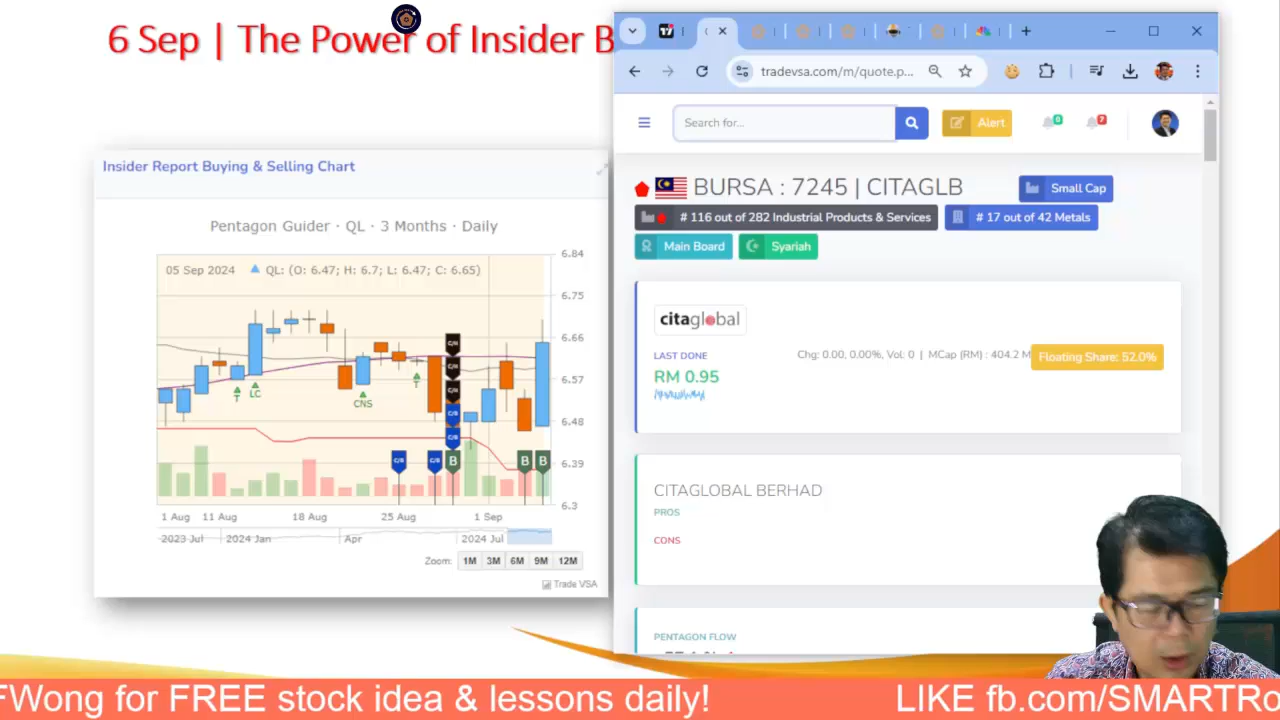 6 Sep | The Power of Insider B
Insider Report Buying & Selling Chart
Pentagon Guider · QL · 3 Months · Daily
05 Sep 2024 QL: (O: 6.47; H: 6.7; L: 6.47; C: 6.65)
6.84
6.75
6.66
6.57
6.48
6.39
6.3
T
LC
CNS
T
C/N
C/N
C/N
B
B
B
1 Aug 11 Aug 18 Aug 25 Aug 1 Sep
2023 Jul 2024 Jan Apr 2024 Jul
Zoom: 1M 3M 6M 9M 12M
Trade VSA
tradevsa.com/m/quote.p...
Search for...
Alert
0
7
BURSA : 7245 | CITAGLB
Small Cap
# 116 out of 282 Industrial Products & Services
# 17 out of 42 Metals
Main Board
Syariah
citaglobal
LAST DONE
Chg: 0.00, 0.00%, Vol: 0 | MCap (RM) : 404.2 M
Floating Share: 52.0%
RM 0.95
CITAGLOBAL BERHAD
PROS
CONS
PENTAGON FLOW
FWong for FREE stock idea & lessons daily!
LIKE fb.com/SMARTRo